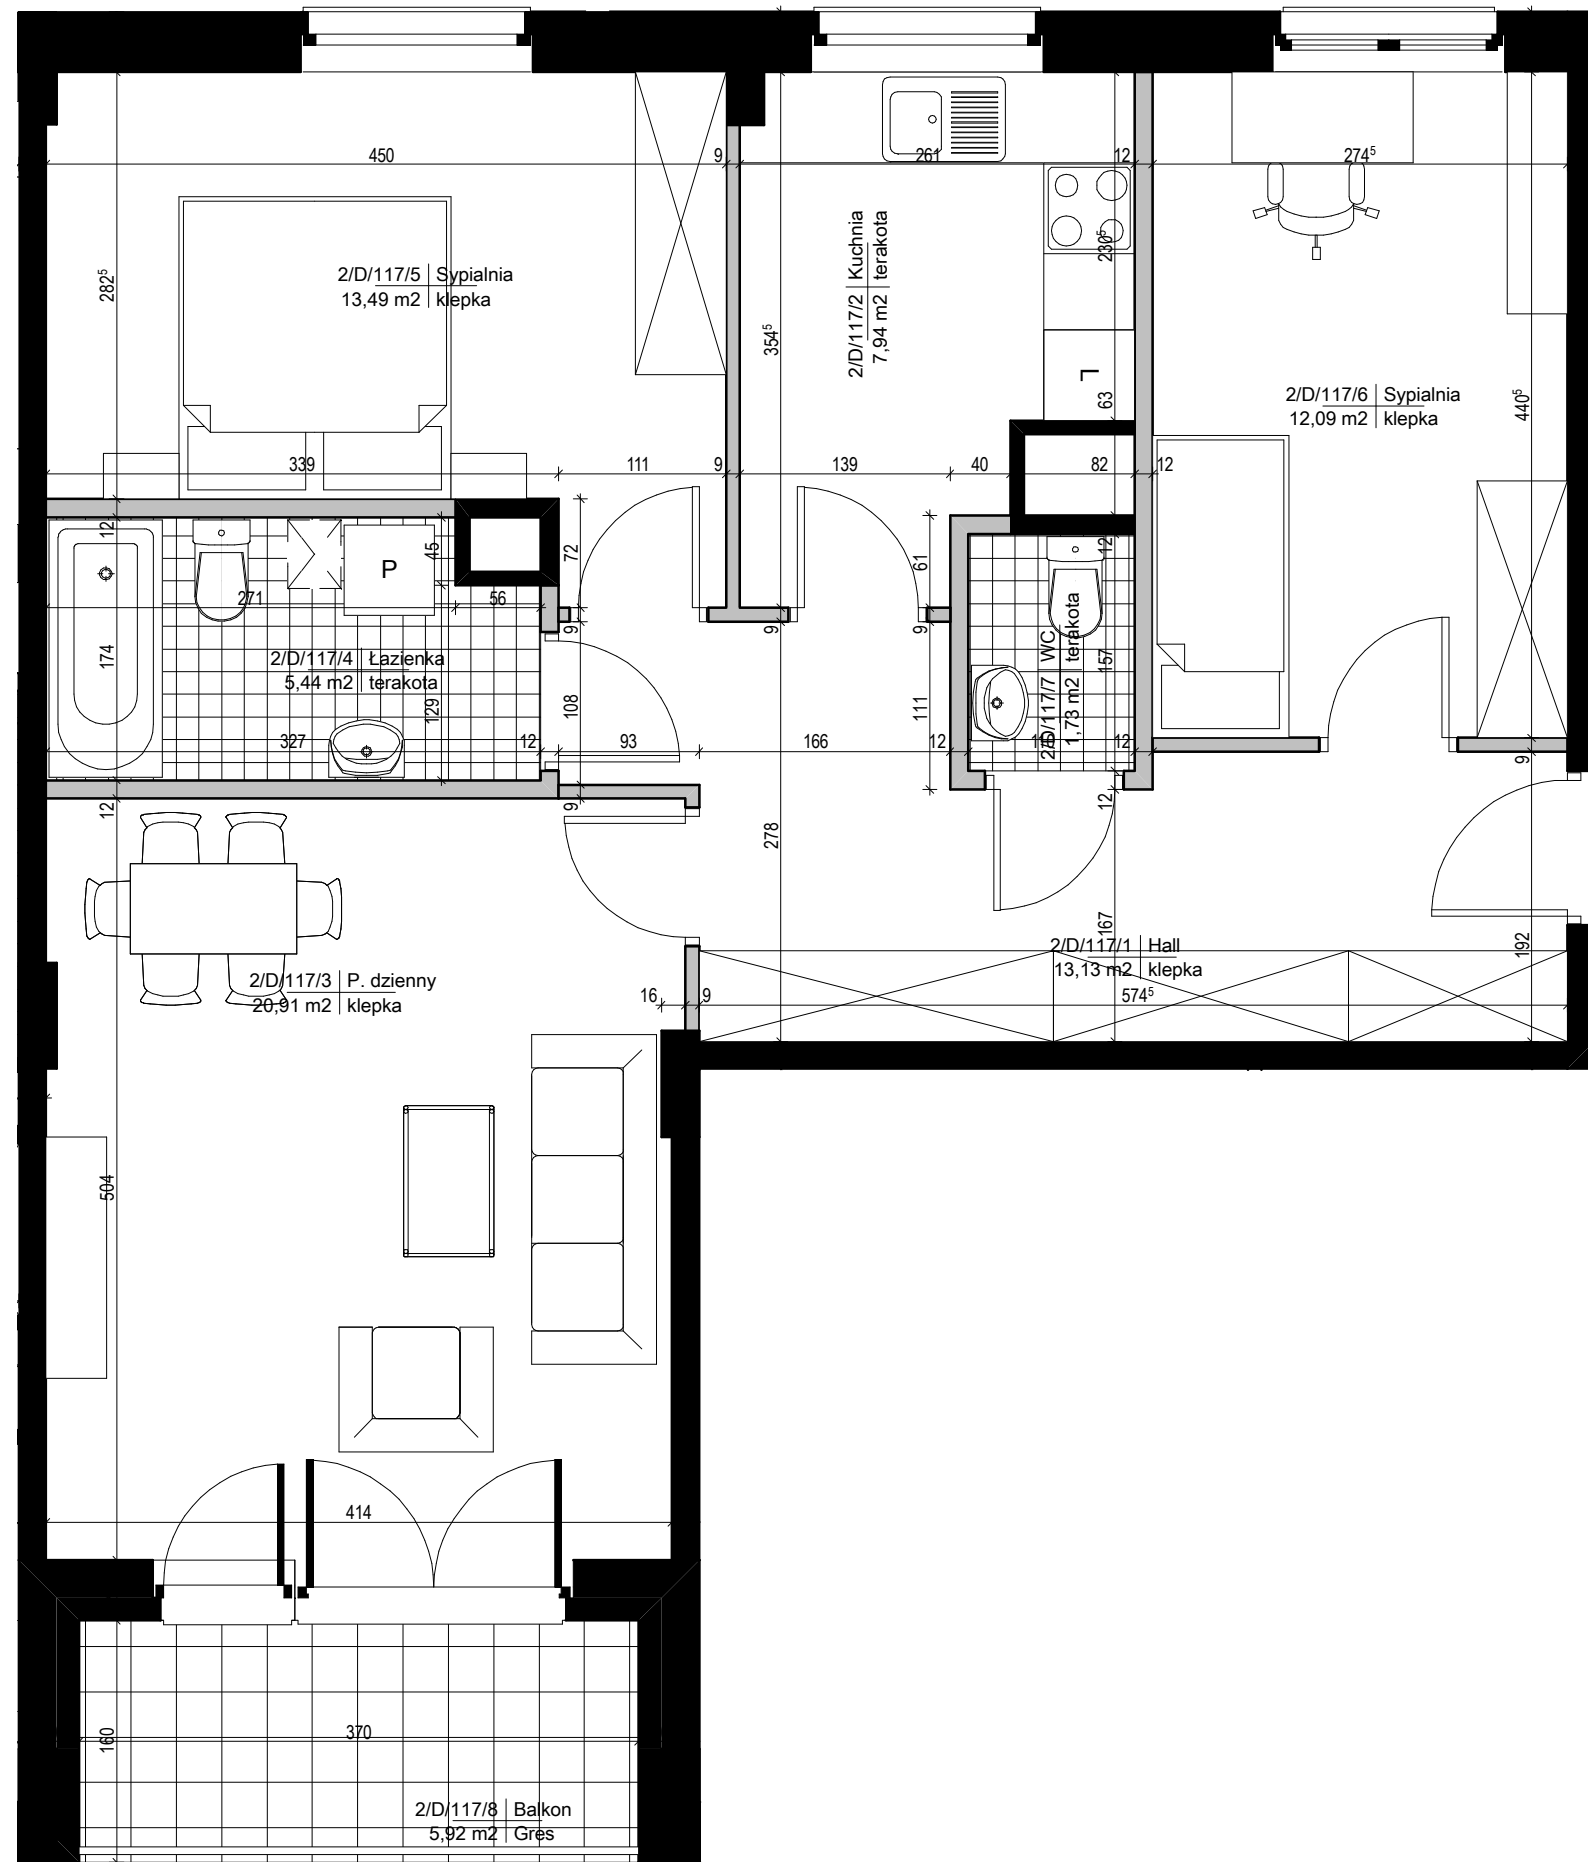 450
9
261
12
274⁵
282⁵
2/D/117/5 Sypialnia
13,49 m2 klepka
354⁵
2/D/117/2 Kuchnia
7,94 m2 terakota
230⁵
L
63
2/D/117/6 Sypialnia
12,09 m2 klepka
440⁵
339
111
9
139
40
82
12
12
45
72
61
12
P
271
56
9
9
9
174
2/D/117/4 Łazienka
5,44 m2 terakota
129
108
111
2/D/117/7 WC
1,73 m2 terakota
157
327
12
93
166
12
12
9
12
9
278
12
167
192
2/D/117/1 Hall
13,13 m2 klepka
2/D/117/3 P. dzienny
20,91 m2 klepka
16
9
574⁵
504
414
160
370
2/D/117/8 Balkon
5,92 m2 Gres